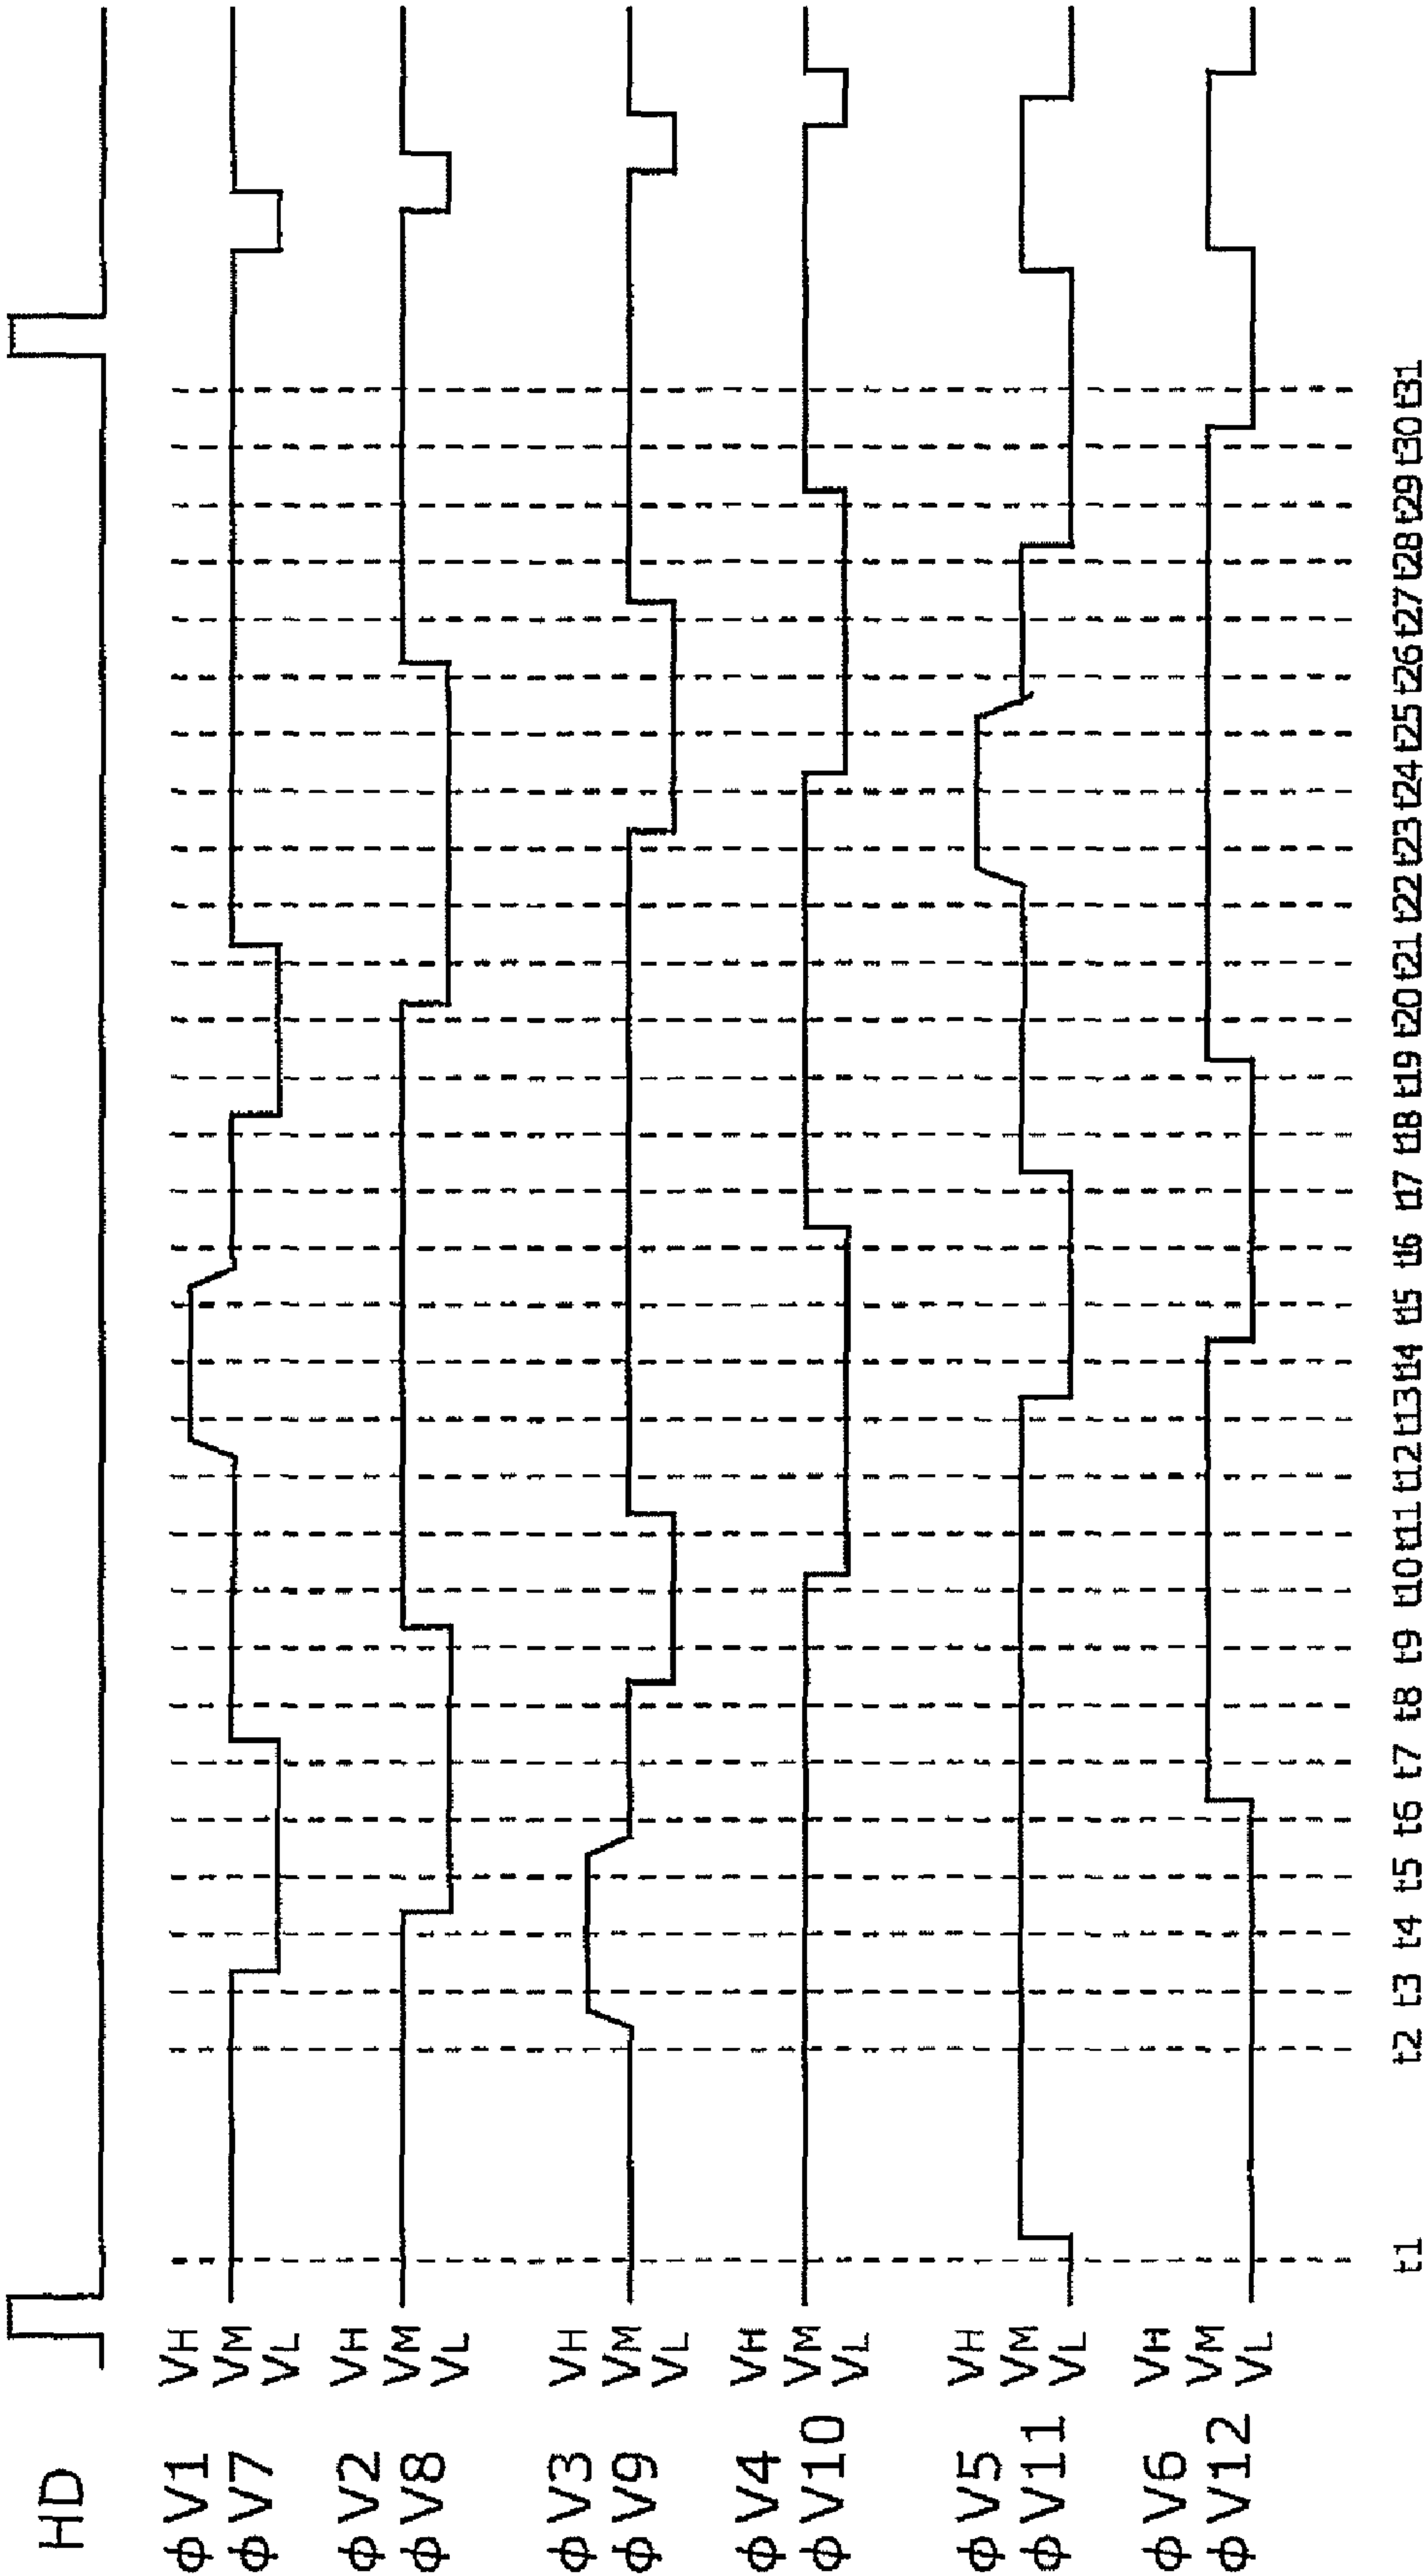 HD
φV1 VH
φV7 VM
VL
φV2 VH
φV8 VM
VL
φV3 VH
φV9 VM
VL
φV4 VH
φV10 VM
VL
φV5 VH
φV11 VM
VL
φV6 VH
φV12 VM
VL
t1 t2 t3 t4 t5 t6 t7 t8 t9 t10 t11 t12 t13 t14 t15 t16 t17 t18 t19 t20 t21 t22 t23 t24 t25 t26 t27 t28 t29 t30 t31